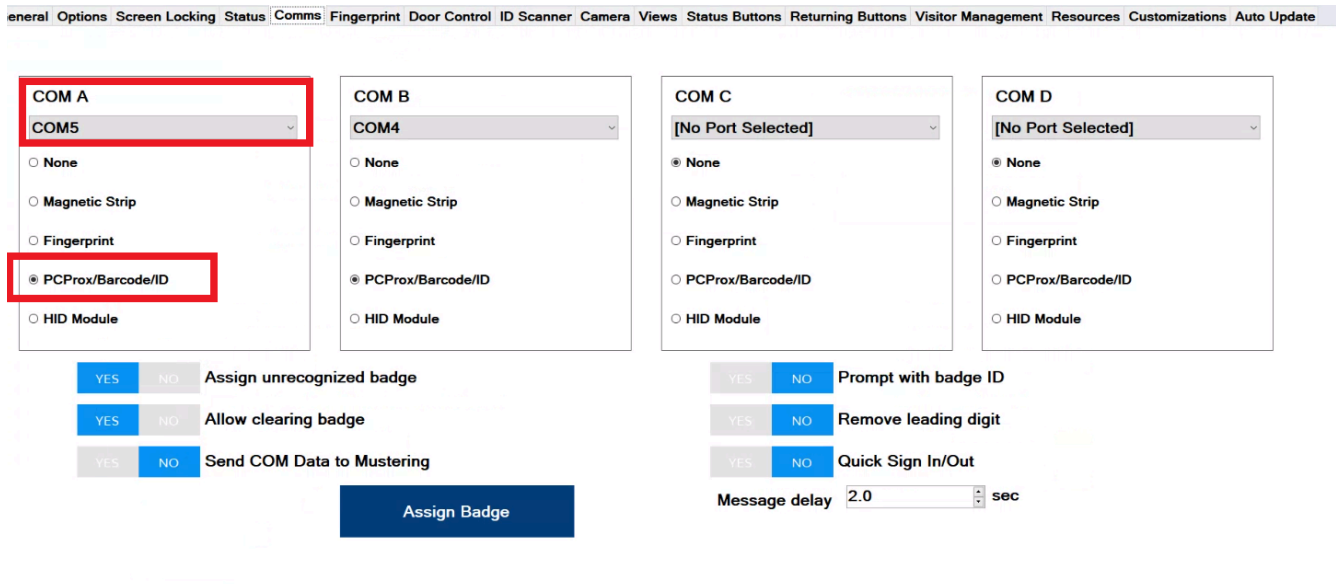 eneral Options Screen Locking Status Comms Fingerprint Door Control ID Scanner Camera Views Status Buttons Returning Buttons Visitor Management Resources Customizations Auto Update
COM A
COM5
None
Magnetic Strip
Fingerprint
PCProx/Barcode/ID
HID Module
COM B
COM4
None
Magnetic Strip
Fingerprint
PCProx/Barcode/ID
HID Module
COM C
[No Port Selected]
None
Magnetic Strip
Fingerprint
PCProx/Barcode/ID
HID Module
COM D
[No Port Selected]
None
Magnetic Strip
Fingerprint
PCProx/Barcode/ID
HID Module
YES NO Assign unrecognized badge
YES NO Allow clearing badge
YES NO Send COM Data to Mustering
Assign Badge
YES NO Prompt with badge ID
YES NO Remove leading digit
YES NO Quick Sign In/Out
Message delay 2.0 sec